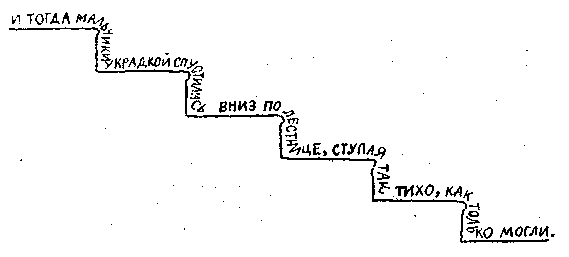 И ТОГДА МАЛЬЧИКИ УКРАДКОЙ СПУСТИЛИСЬ ВНИЗ ПО ЛЕСТНИЦЕ, СТУПАЯ ТАК ТИХО, КАК ТОЛЬКО МОГЛИ.